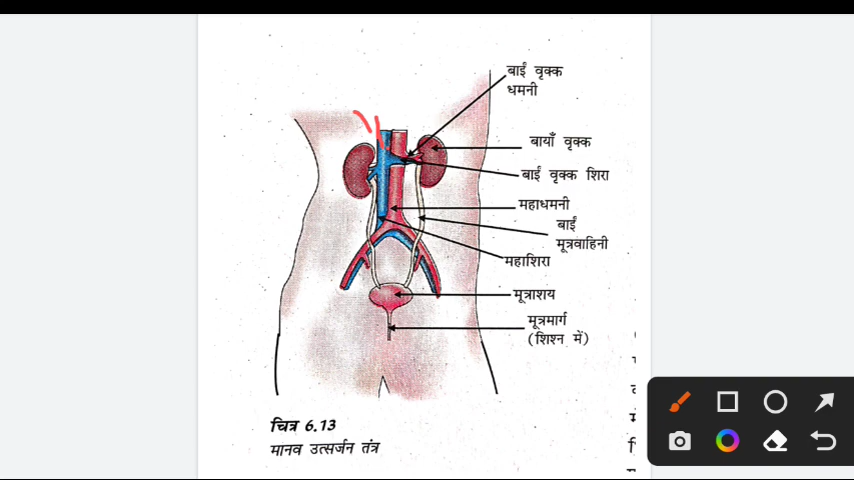 बाईं वृक्क
धमनी
बायाँ वृक्क
बाईं वृक्क शिरा
महाधमनी
बाईं
मूत्रवाहिनी
महाशिरा
मूत्राशय
मूत्रमार्ग
(शिश्न में)
चित्र 6.13
मानव उत्सर्जन तंत्र